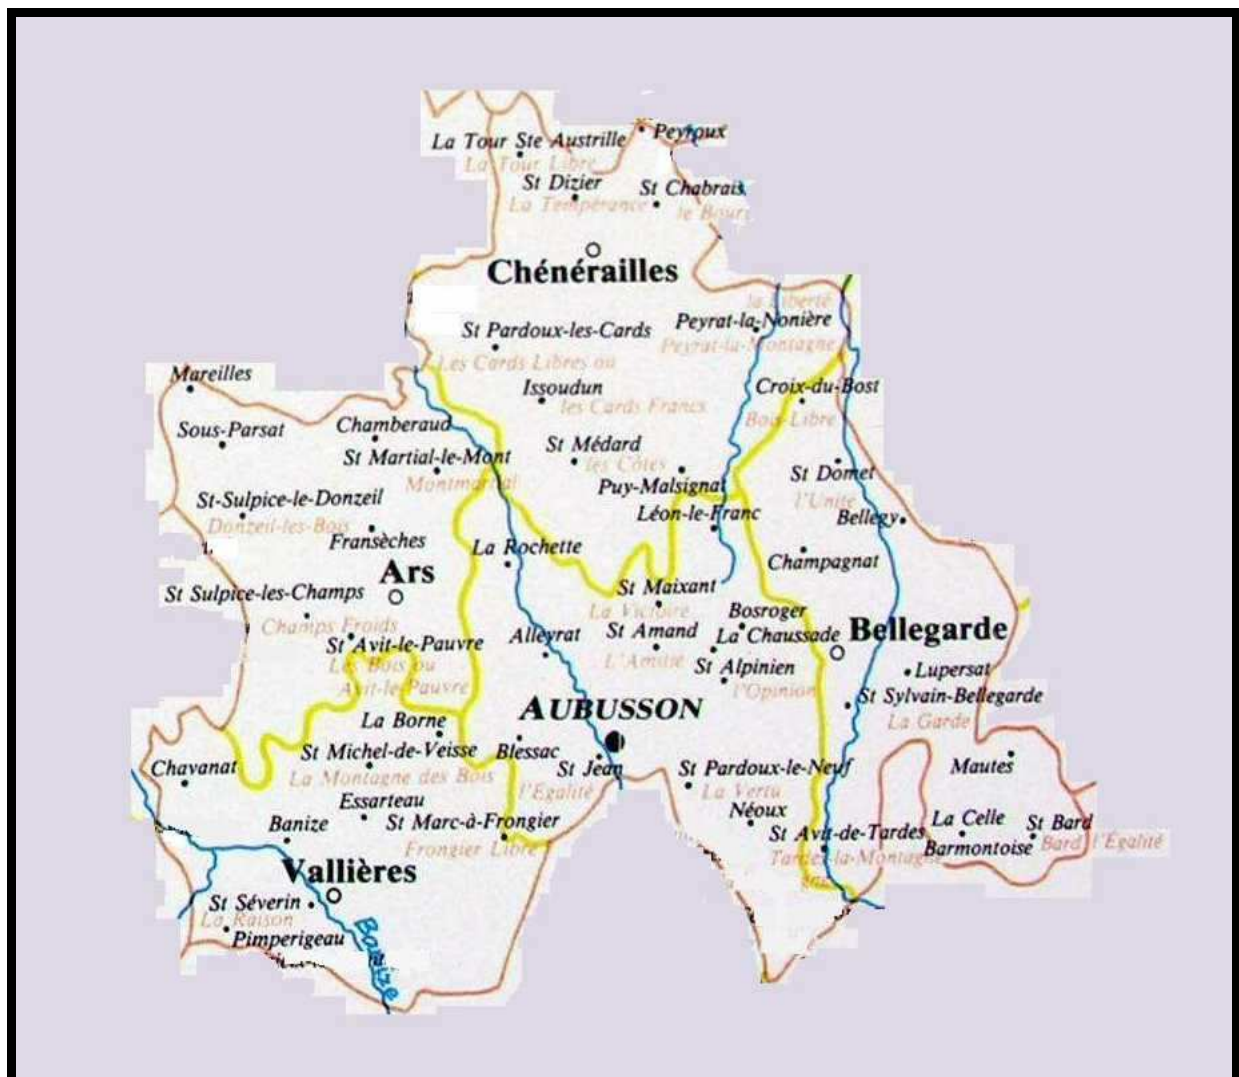 Peyroux
La Tour Ste Austrille
La Tour Libre
St Dizier
St Chabrais
La Tempérance
le Bourg
Chénérailles
la Liberté
Peyrat-la-Nonière
St Pardoux-les-Cards
Peyrat-la-Montagne
Les Cards Libres ou
Mareilles
Issoudun
Croix-du-Bost
les Cards Francs
Bois-Libre
Sous-Parsat
Chamberaud
St Médard
St Martial-le-Mont
les Côtes
St Domet
Montmartial
Puy-Malsignat
St-Sulpice-le-Donzeil
l'Unité
Donzeil-les-Bois
Léon-le-Franc
Bellegy
Fransèches
La Rochette
Champagnat
Ars
St Maixant
St Sulpice-les-Champs
La Victoire
Bosroger
Champs Froids
St Amand
La Chaussade
Bellegarde
St Avit-le-Pauvre
Alleyrat
L'Amitié
St Alpinien
Lupersat
Les Bois ou
Avit-le-Pauvre
l'Opinion
St Sylvain-Bellegarde
La Borne
AUBUSSON
La Garde
St Michel-de-Veisse
Blessac
Chavanat
St Jean
St Pardoux-le-Neuf
Mautes
La Montagne des Bois
l'Egalité
La Vertu
Essarteau
Néoux
Banize
St Marc-à-Frongier
St Avit-de-Tardes
La Celle
St Bard
Frongier Libre
Barmontoise
Bard l'Égalité
Tardes-la-Montagne
Vallières
St Séverin
La Raison
Pimperigeau
Banize